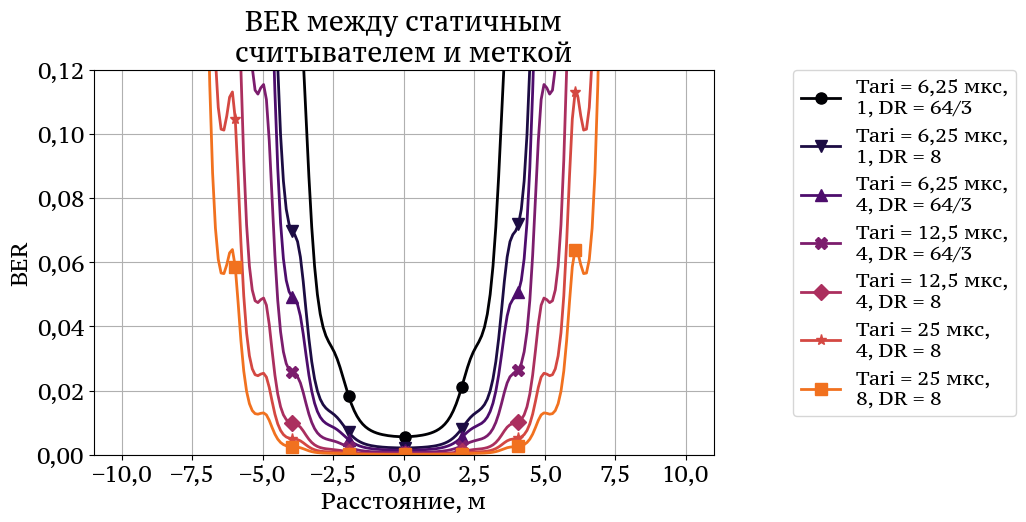 BER между статичным
считывателем и меткой
BER
0,12
0,10
0,08
0,06
0,04
0,02
0,00
−10,0 −7,5 −5,0 −2,5 0,0 2,5 5,0 7,5 10,0
Расстояние, м
Tari = 6,25 мкс,
1, DR = 64/3
Tari = 6,25 мкс,
1, DR = 8
Tari = 6,25 мкс,
4, DR = 64/3
Tari = 12,5 мкс,
4, DR = 64/3
Tari = 12,5 мкс,
4, DR = 8
Tari = 25 мкс,
4, DR = 8
Tari = 25 мкс,
8, DR = 8